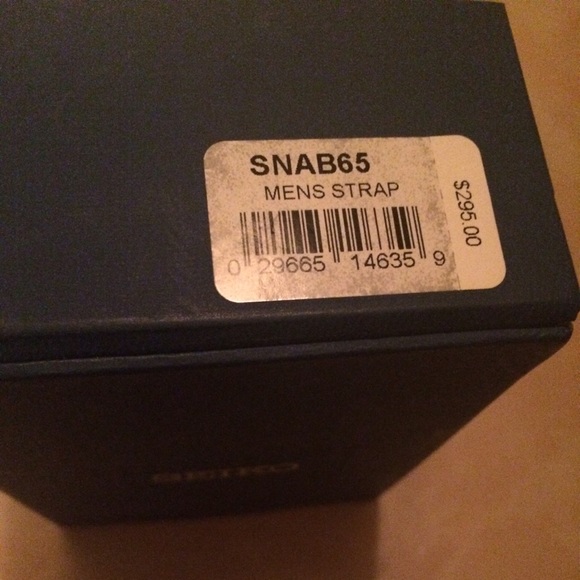 SNAB65
MENS STRAP
0 29665 14635 9
$295.00
SEIKO